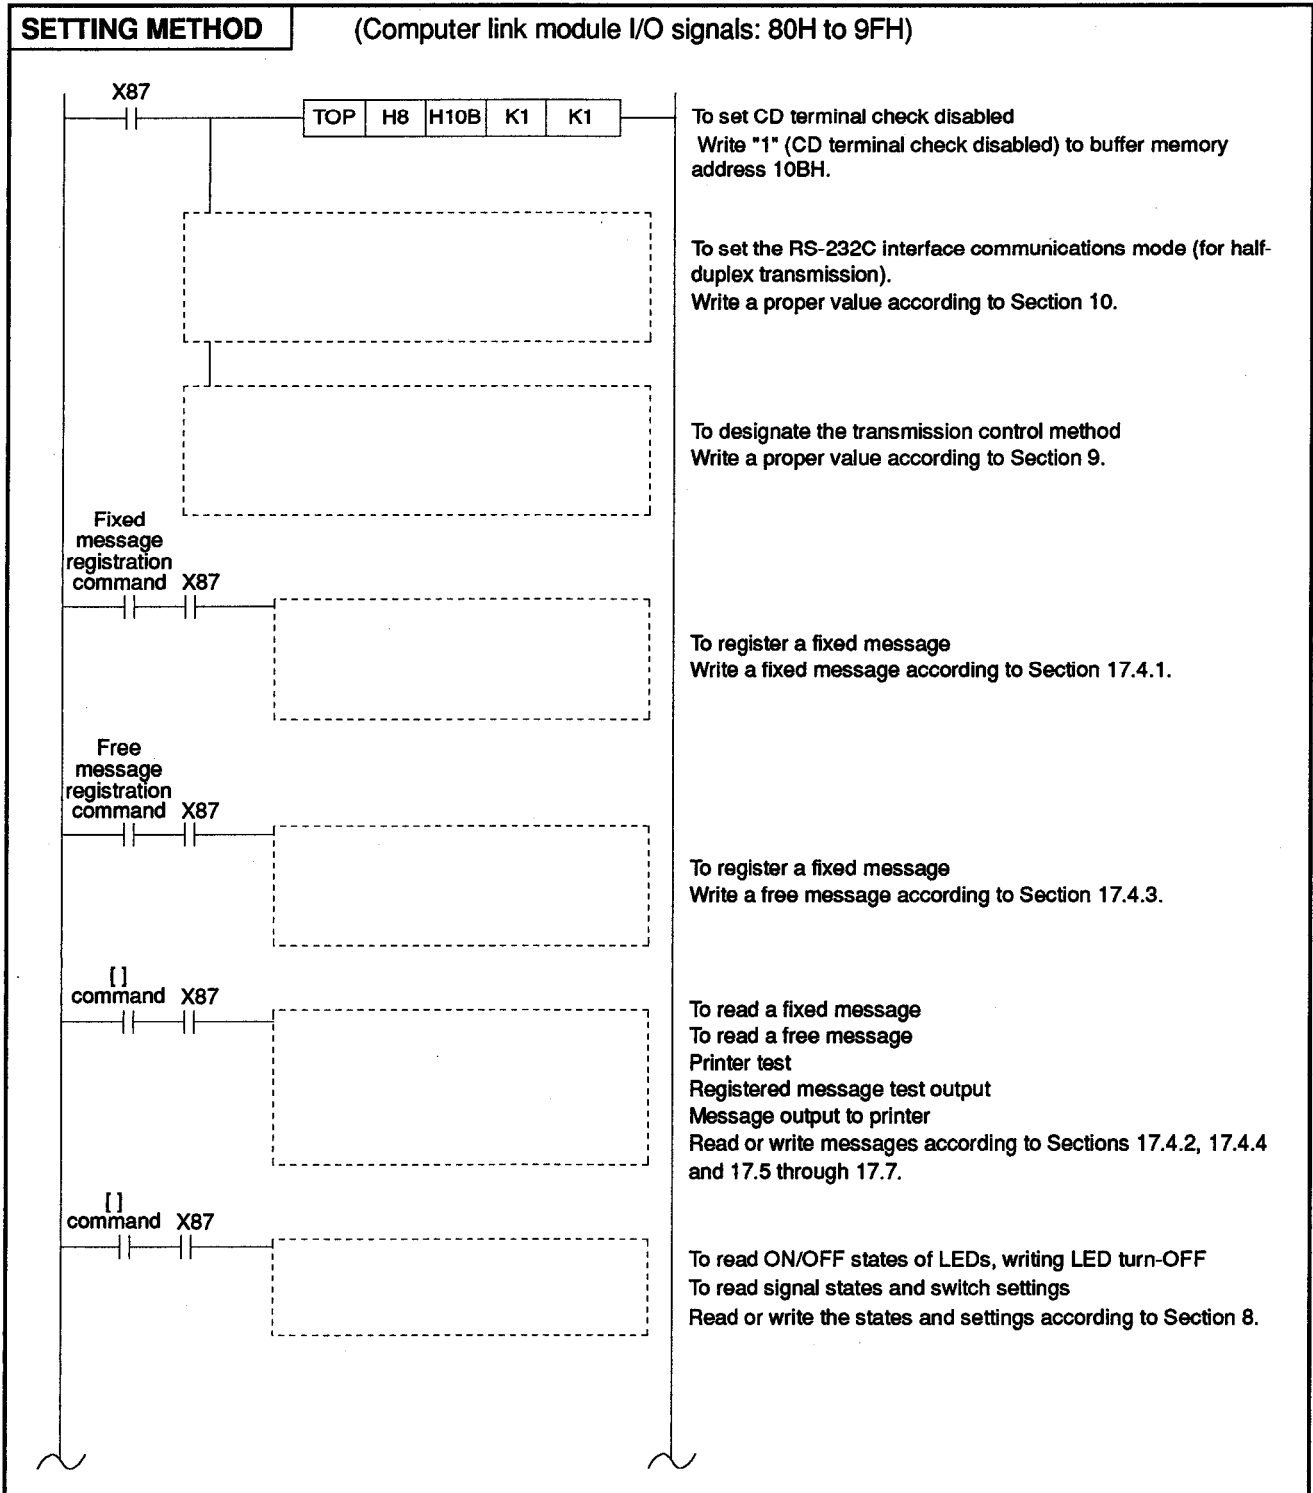 SETTING METHOD (Computer link module I/O signals: 80H to 9FH)
X87
TOP H8 H10B K1 K1
To set CD terminal check disabled
Write "1" (CD terminal check disabled) to buffer memory
address 10BH.
To set the RS-232C interface communications mode (for half-
duplex transmission).
Write a proper value according to Section 10.
To designate the transmission control method
Write a proper value according to Section 9.
Fixed
message
registration
command X87
To register a fixed message
Write a fixed message according to Section 17.4.1.
Free
message
registration
command X87
To register a fixed message
Write a free message according to Section 17.4.3.
[ ]
command X87
To read a fixed message
To read a free message
Printer test
Registered message test output
Message output to printer
Read or write messages according to Sections 17.4.2, 17.4.4
and 17.5 through 17.7.
[ ]
command X87
To read ON/OFF states of LEDs, writing LED turn-OFF
To read signal states and switch settings
Read or write the states and settings according to Section 8.